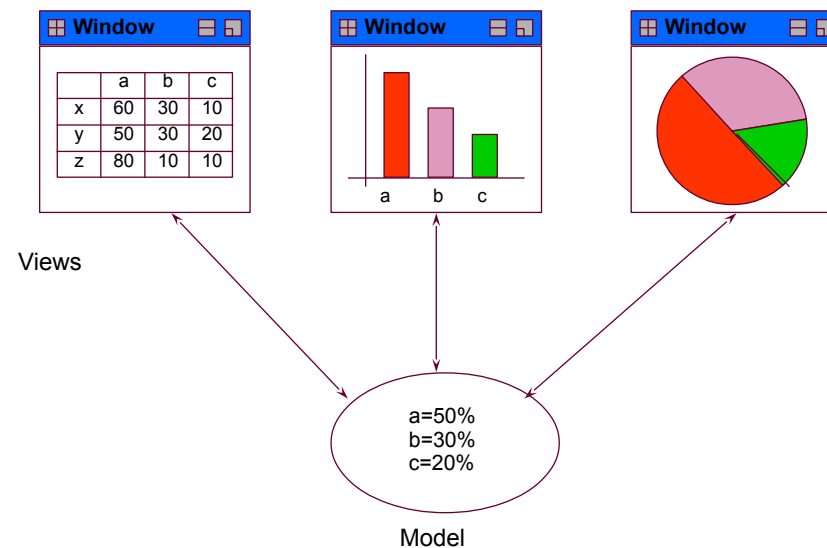 Window
a b c
x 60 30 10
y 50 30 20
z 80 10 10
Window
a b c
Window
Views
a=50%
b=30%
c=20%
Model